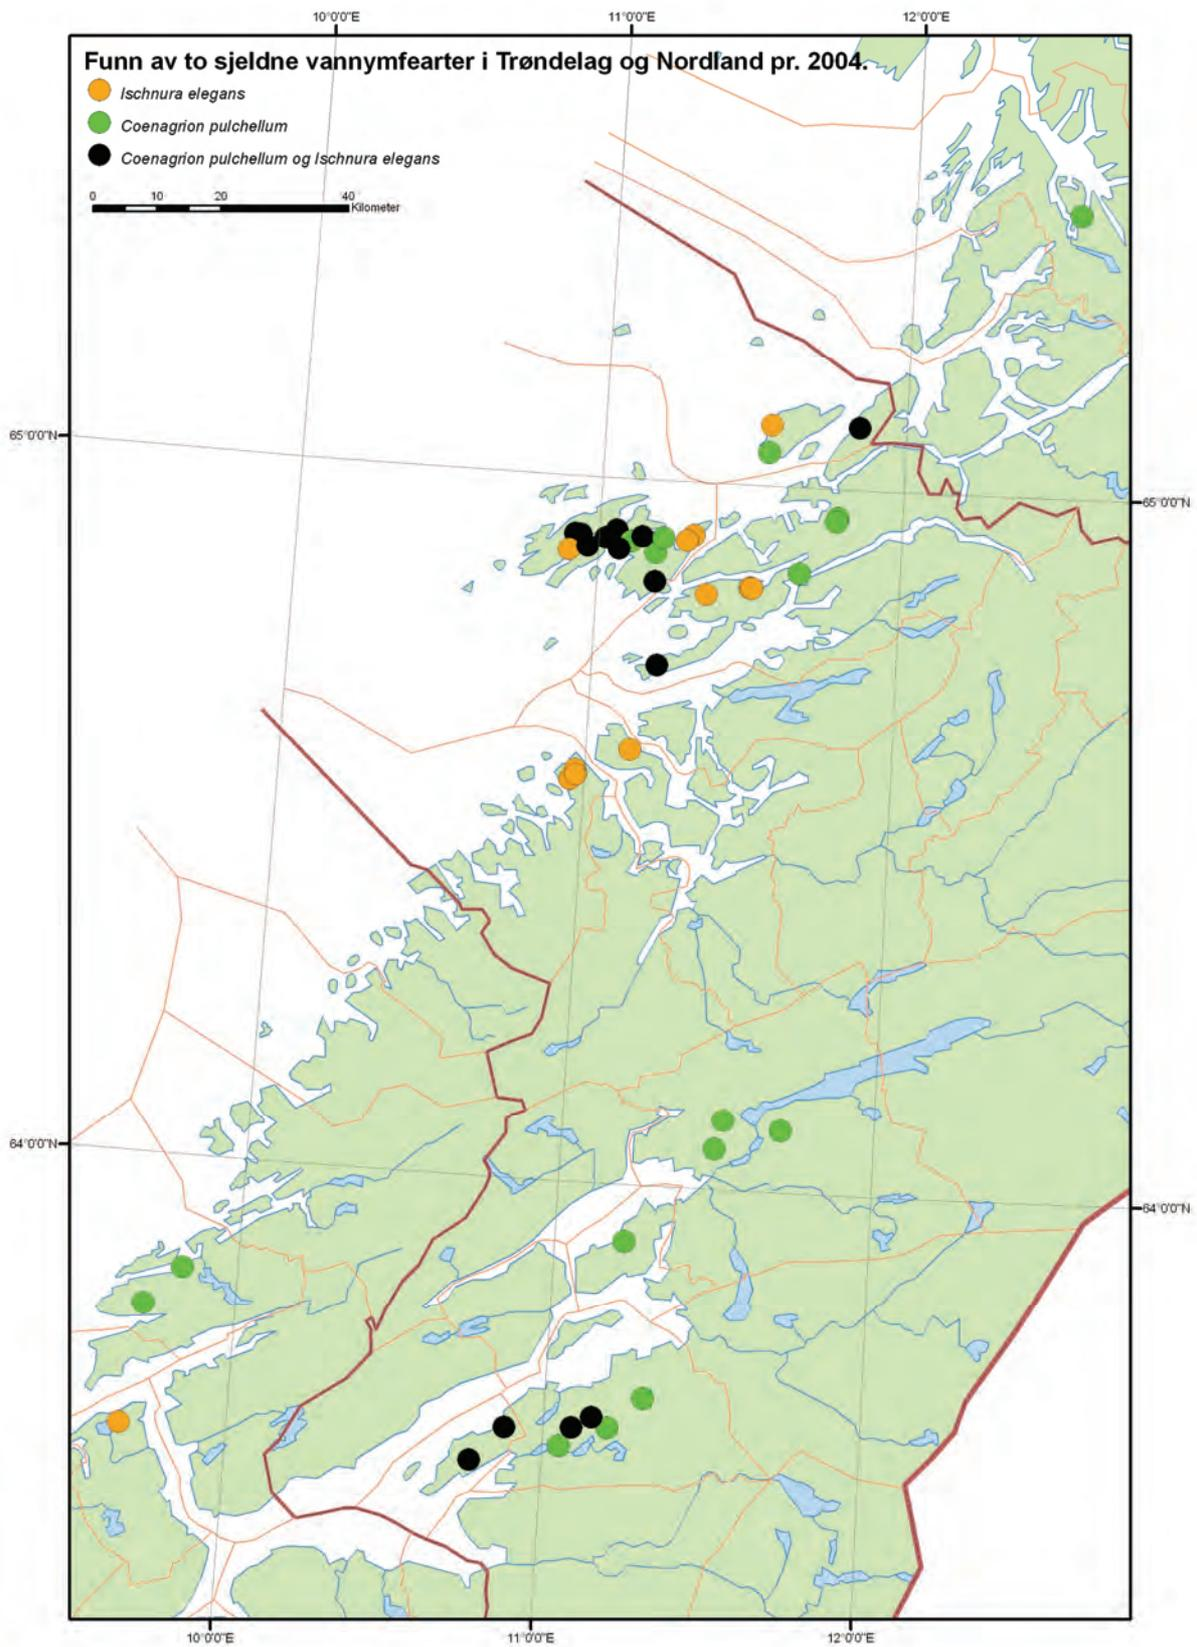 10°0'0"E 11°0'0"E 12°0'0"E
Funn av to sjeldne vannymfearter i Trøndelag og Nordland pr. 2004.
Ischnura elegans
Coenagrion pulchellum
Coenagrion pulchellum og Ischnura elegans
0 10 20 40
Kilometer
65°0'0"N
65°0'0"N
64°0'0"N
64°0'0"N
10°0'0"E 11°0'0"E 12°0'0"E